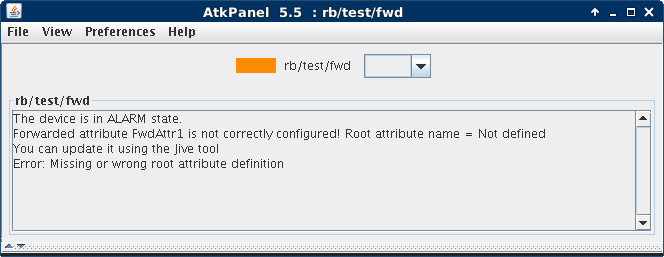 AtkPanel 5.5 : rb/test/fwd
File View Preferences Help
rb/test/fwd
rb/test/fwd
The device is in ALARM state.
Forwarded attribute FwdAttr1 is not correctly configured! Root attribute name = Not defined
You can update it using the Jive tool
Error: Missing or wrong root attribute definition